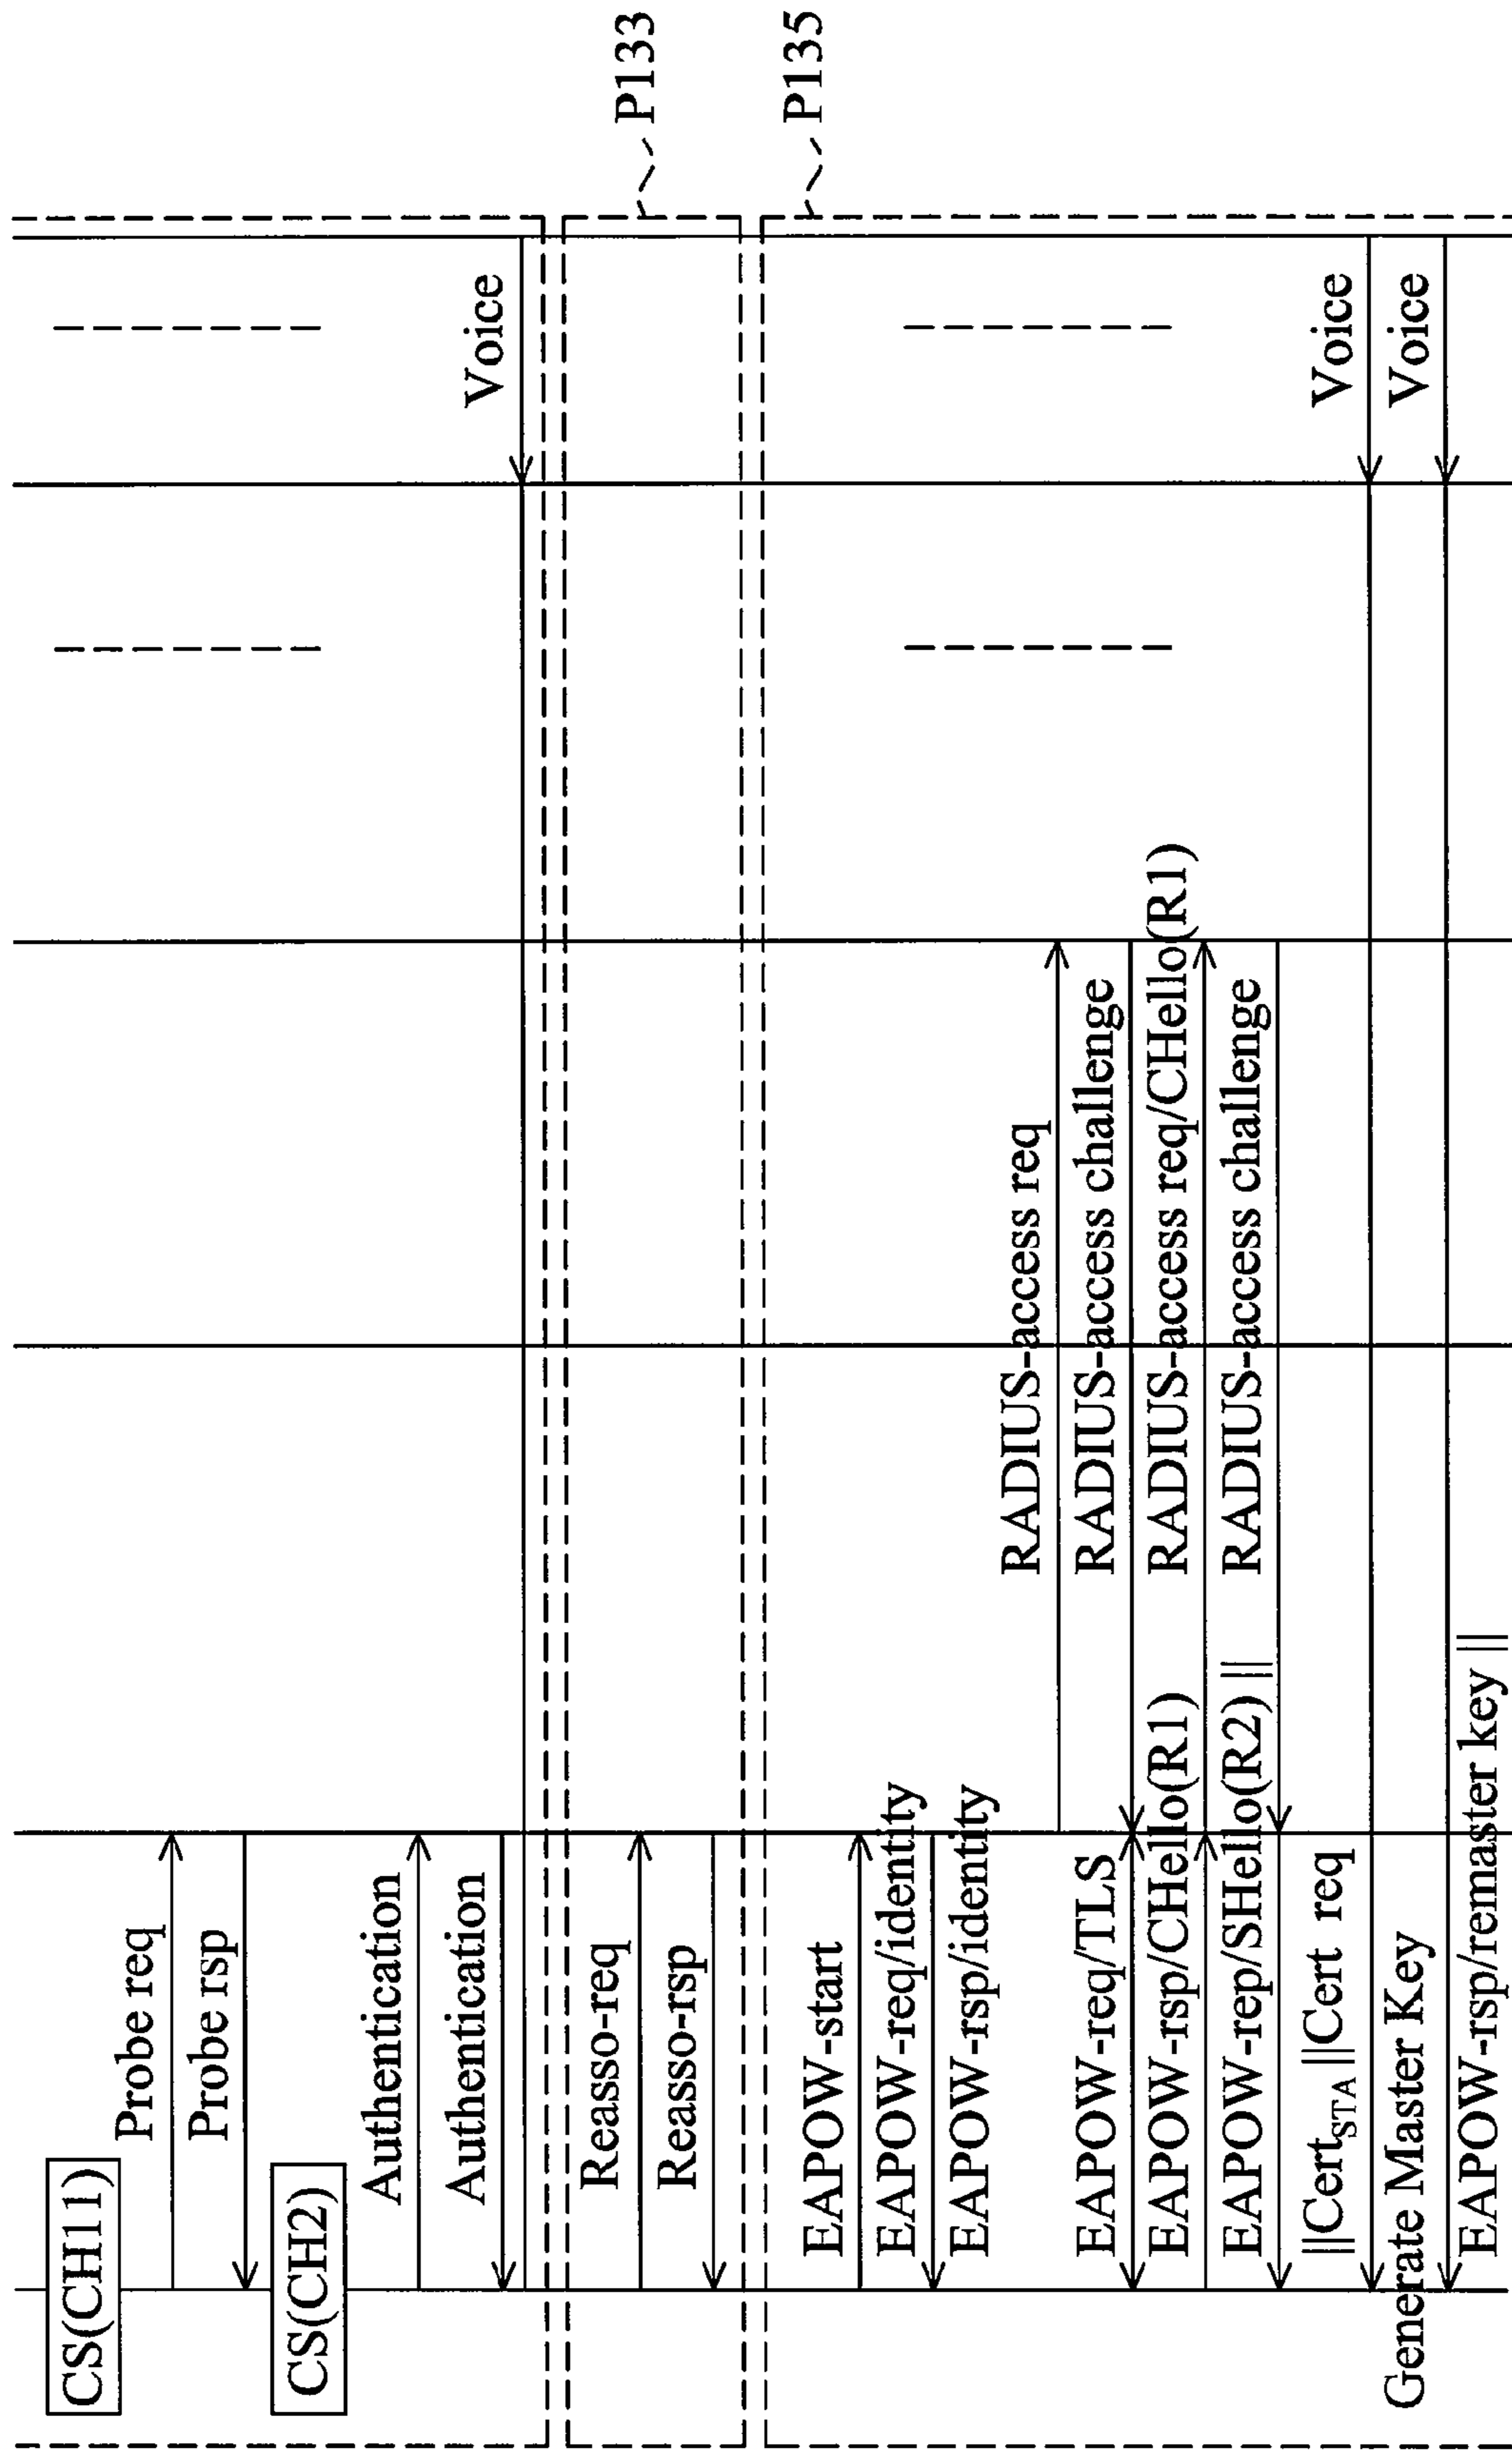 CS(CH11)
Probe req
Probe rsp
CS(CH2)
Authentication
Authentication
Voice
P133
Reasso-req
Reasso-rsp
P135
EAPOW-start
EAPOW-req/identity
EAPOW-rsp/identity
RADIUS-access req
RADIUS-access challenge
EAPOW-req/TLS
RADIUS-access req/CHello(R1)
EAPOW-rsp/CHello(R1)
RADIUS-access challenge
EAPOW-rep/SHello(R2) ||
||CertSTA ||Cert req
Voice
Generate Master Key
Voice
EAPOW-rsp/remaster key ||